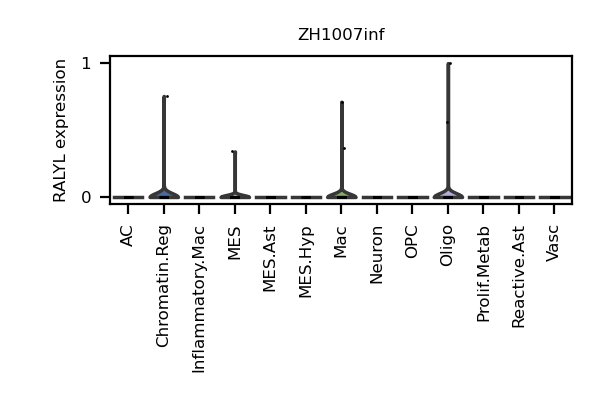 ZH1007inf
RALYL expression
1
0
AC
Chromatin.Reg
Inflammatory.Mac
MES
MES.Ast
MES.Hyp
Mac
Neuron
OPC
Oligo
Prolif.Metab
Reactive.Ast
Vasc